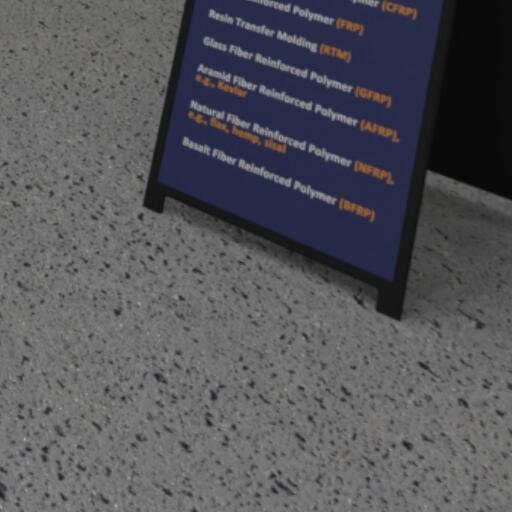 (CFRP)
Polymer (FRP)
Resin Transfer Molding (RTM)
Glass Fiber Reinforced Polymer (GFRP)
Aramid Fiber Reinforced Polymer (AFRP),
e.g., Kevlar
Natural Fiber Reinforced Polymer (NFRP),
e.g., flax, hemp, sisal
Basalt Fiber Reinforced Polymer (BFRP)